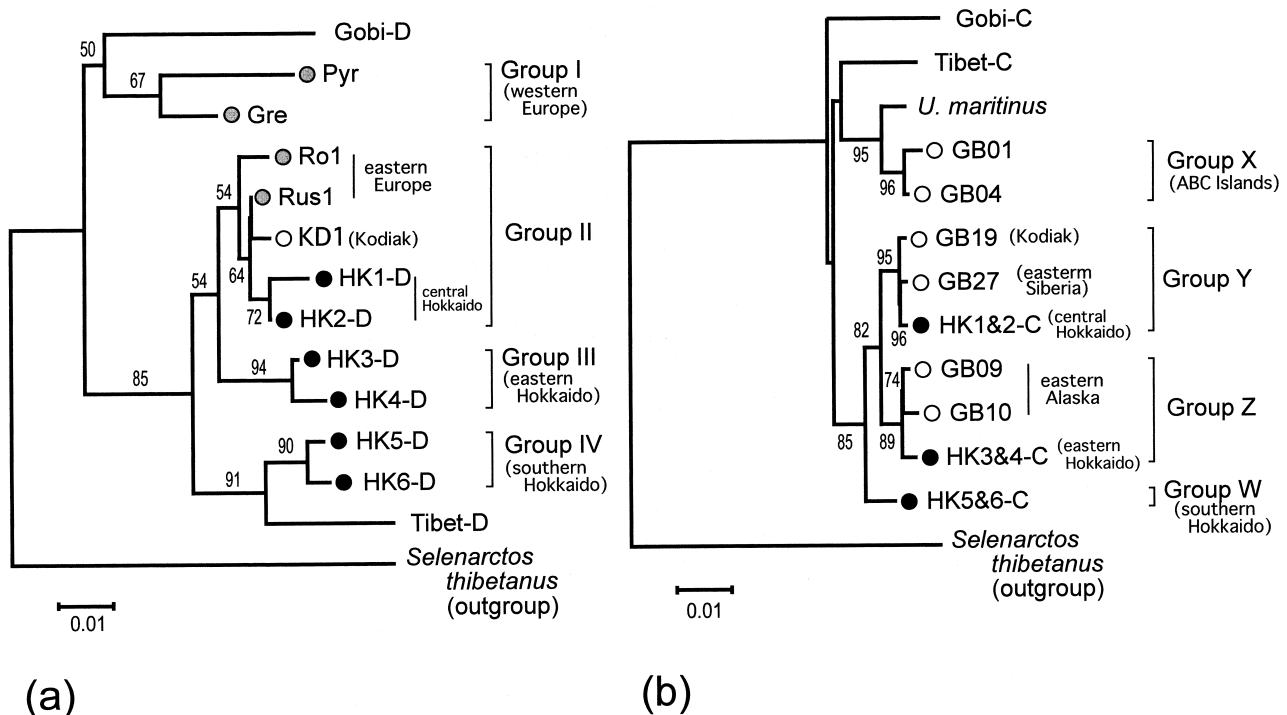 Gobi-D
50
Pyr
67
Gre
Group I
(western
Europe)
Ro1
eastern
Europe
54
Rus1
KD1 (Kodiak)
64
Group II
54
HK1-D
central
Hokkaido
72
HK2-D
HK3-D
94
HK4-D
Group III
(eastern
Hokkaido)
85
HK5-D
90
HK6-D
91
Group IV
(southern
Hokkaido)
Tibet-D
Selenarctos
thibetanus
(outgroup)
0.01
(a)
Gobi-C
Tibet-C
U. maritinus
95
GB01
96
GB04
Group X
(ABC Islands)
GB19 (Kodiak)
95
GB27 (easterm
Siberia)
Group Y
HK1&2-C (central
Hokkaido)
96
82
GB09
74
eastern
Alaska
GB10
Group Z
85
89
HK3&4-C (eastern
Hokkaido)
HK5&6-C
Group W
(southern
Hokkaido)
Selenarctos
thibetanus
(outgroup)
0.01
(b)